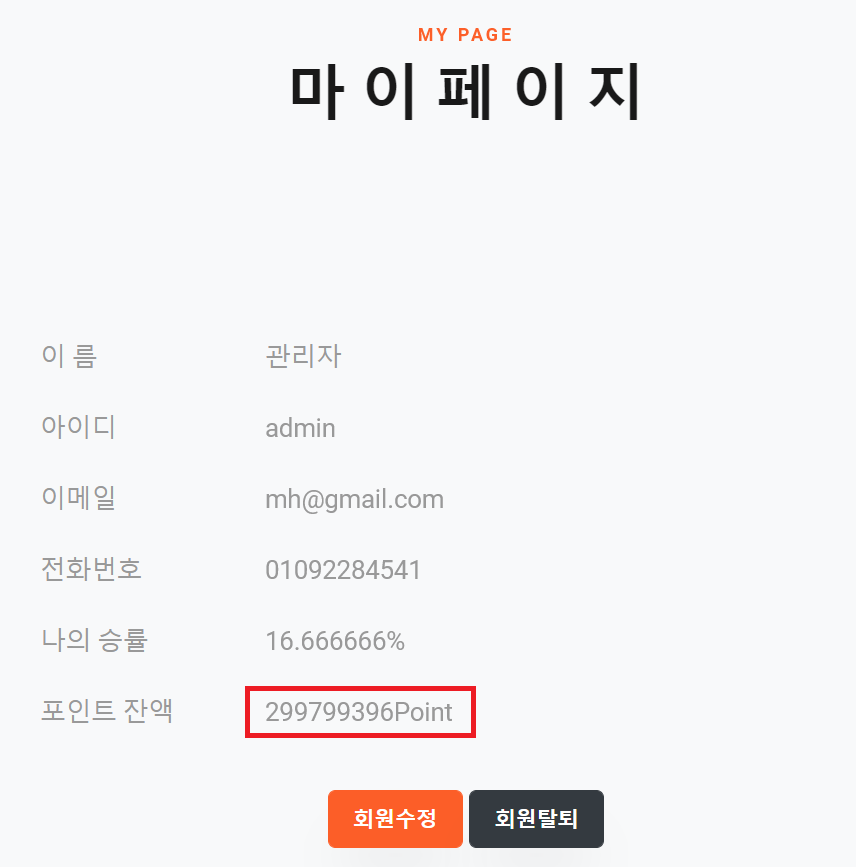 MY PAGE
마 이 페 이 지
이 름 관리자
아이디 admin
이메일 mh@gmail.com
전화번호 01092284541
나의 승률 16.666666%
포인트 잔액 299799396Point
회원수정 회원탈퇴